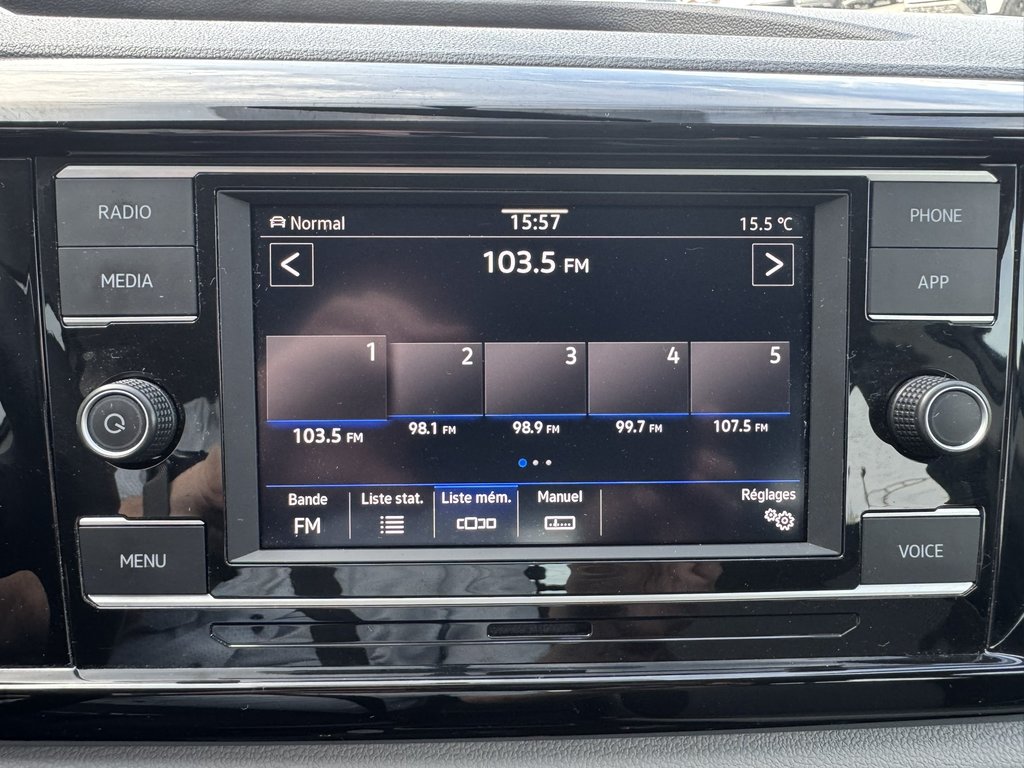 RADIO
MEDIA
MENU
Normal 15:57 15.5 °C
< 103.5 FM >
1 2 3 4 5
103.5 FM 98.1 FM 98.9 FM 99.7 FM 107.5 FM
Bande Liste stat. Liste mém. Manuel Réglages
FM
PHONE
APP
VOICE